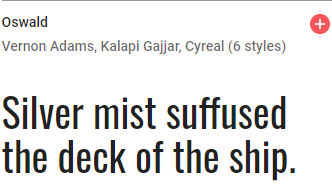 Oswald
Vernon Adams, Kalapi Gajjar, Cyreal (6 styles)
Silver mist suffused
the deck of the ship.